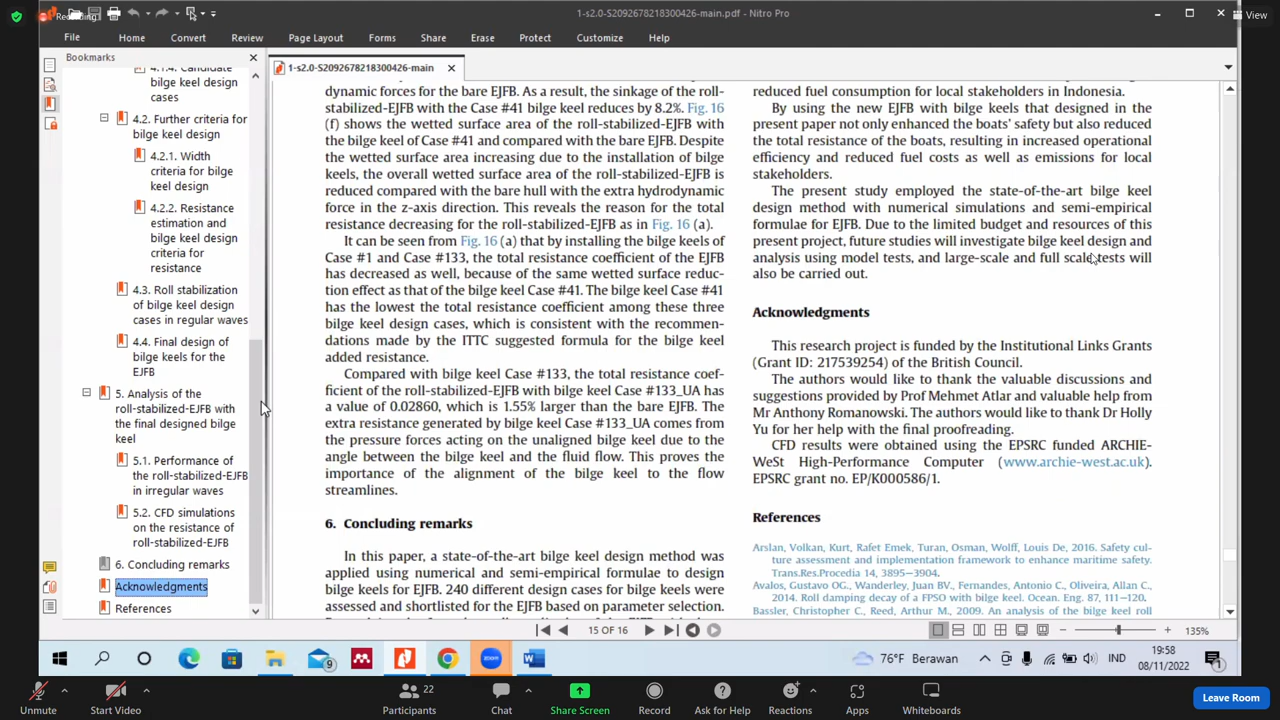 Recording
1-s2.0-S2092678218300426-main.pdf - Nitro Pro
View
File
Home
Convert
Review
Page Layout
Forms
Share
Erase
Protect
Customize
Help
Bookmarks
1-s2.0-S2092678218300426-main
4.1.4. Candidate
bilge keel design
cases
4.2. Further criteria for
bilge keel design
4.2.1. Width
criteria for bilge
keel design
4.2.2. Resistance
estimation and
bilge keel design
criteria for
resistance
4.3. Roll stabilization
of bilge keel design
cases in regular waves
4.4. Final design of
bilge keels for the
EJFB
5. Analysis of the
roll-stabilized-EJFB with
the final designed bilge
keel
5.1. Performance of
the roll-stabilized-EJFB
in irregular waves
5.2. CFD simulations
on the resistance of
roll-stabilized-EJFB
6. Concluding remarks
Acknowledgments
References
dynamic forces for the bare EJFB. As a result, the sinkage of the roll-
stabilized-EJFB with the Case #41 bilge keel reduces by 8.2%. Fig. 16
(f) shows the wetted surface area of the roll-stabilized-EJFB with
the bilge keel of Case #41 and compared with the bare EJFB. Despite
the wetted surface area increasing due to the installation of bilge
keels, the overall wetted surface area of the roll-stabilized-EJFB is
reduced compared with the bare hull with the extra hydrodynamic
force in the z-axis direction. This reveals the reason for the total
resistance decreasing for the roll-stabilized-EJFB as in Fig. 16 (a).
It can be seen from Fig. 16 (a) that by installing the bilge keels of
Case #1 and Case #133, the total resistance coefficient of the EJFB
has decreased as well, because of the same wetted surface reduc-
tion effect as that of the bilge keel Case #41. The bilge keel Case #41
has the lowest the total resistance coefficient among these three
bilge keel design cases, which is consistent with the recommen-
dations made by the ITTC suggested formula for the bilge keel
added resistance.
Compared with bilge keel Case #133, the total resistance coef-
ficient of the roll-stabilized-EJFB with bilge keel Case #133_UA has
a value of 0.02860, which is 1.55% larger than the bare EJFB. The
extra resistance generated by bilge keel Case #133_UA comes from
the pressure forces acting on the unaligned bilge keel due to the
angle between the bilge keel and the fluid flow. This proves the
importance of the alignment of the bilge keel to the flow
streamlines.
6. Concluding remarks
In this paper, a state-of-the-art bilge keel design method was
applied using numerical and semi-empirical formulae to design
bilge keels for EJFB. 240 different design cases for bilge keels were
assessed and shortlisted for the EJFB based on parameter selection.
reduced fuel consumption for local stakeholders in Indonesia.
By using the new EJFB with bilge keels that designed in the
present paper not only enhanced the boats' safety but also reduced
the total resistance of the boats, resulting in increased operational
efficiency and reduced fuel costs as well as emissions for local
stakeholders.
The present study employed the state-of-the-art bilge keel
design method with numerical simulations and semi-empirical
formulae for EJFB. Due to the limited budget and resources of this
present project, future studies will investigate bilge keel design and
analysis using model tests, and large-scale and full scale tests will
also be carried out.
Acknowledgments
This research project is funded by the Institutional Links Grants
(Grant ID: 217539254) of the British Council.
The authors would like to thank the valuable discussions and
suggestions provided by Prof Mehmet Atlar and valuable help from
Mr Anthony Romanowski. The authors would like to thank Dr Holly
Yu for her help with the final proofreading.
CFD results were obtained using the EPSRC funded ARCHIE-
WeSt High-Performance Computer (www.archie-west.ac.uk).
EPSRC grant no. EP/K000586/1.
References
Arslan, Volkan, Kurt, Rafet Emek, Turan, Osman, Wolff, Louis De, 2016. Safety cul-
ture assessment and implementation framework to enhance maritime safety.
Trans.Res.Procedia 14, 3895–3904.
Avalos, Gustavo OG., Wanderley, Juan BV., Fernandes, Antonio C., Oliveira, Allan C.,
2014. Roll damping decay of a FPSO with bilge keel. Ocean. Eng. 87, 111–120.
Bassler, Christopher C., Reed, Arthur M., 2009. An analysis of the bilge keel roll
15 OF 16
135%
9
76°F Berawan
IND
19:58
08/11/2022
1
Unmute
Start Video
22
Participants
Chat
Share Screen
Record
Ask for Help
Reactions
Apps
Whiteboards
Leave Room